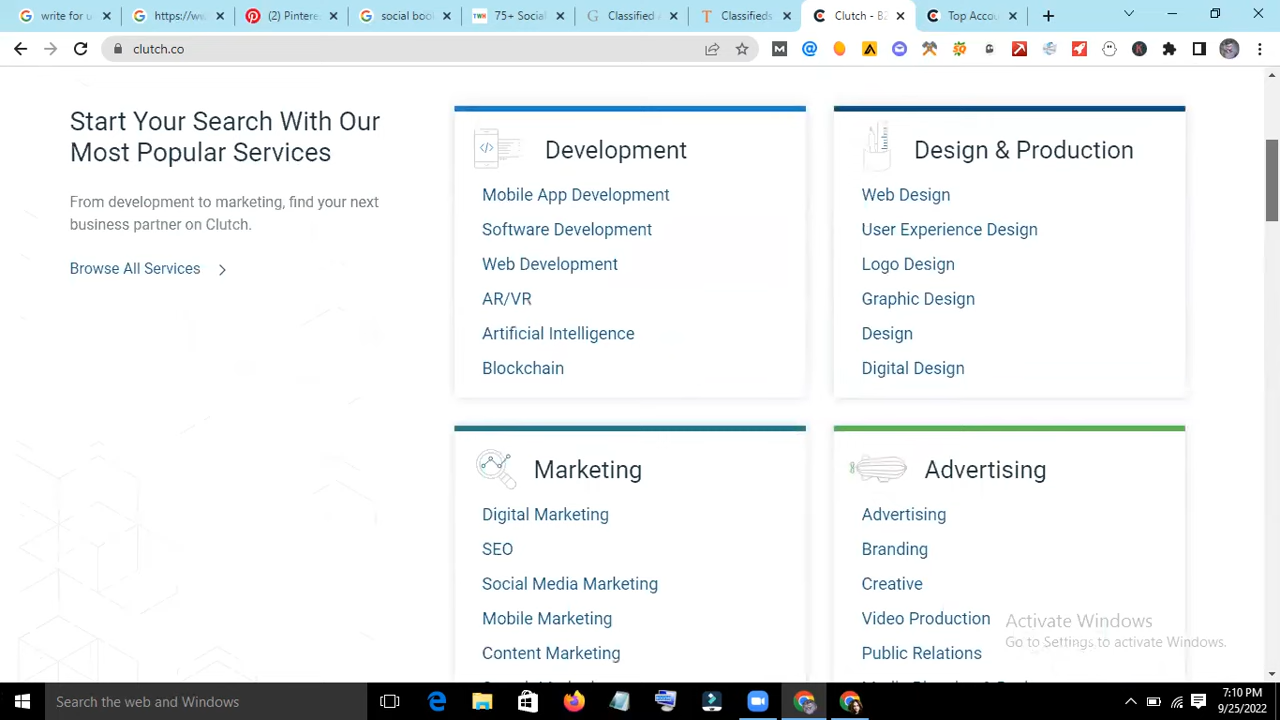 write for u
https://we
(2) Pintere
social boo
75+ Social
Classified
Classifieds
Clutch - B2
Top Accou
clutch.co
Start Your Search With Our
Most Popular Services
From development to marketing, find your next
business partner on Clutch.
Browse All Services
Development
Mobile App Development
Software Development
Web Development
AR/VR
Artificial Intelligence
Blockchain
Design & Production
Web Design
User Experience Design
Logo Design
Graphic Design
Design
Digital Design
Marketing
Digital Marketing
SEO
Social Media Marketing
Mobile Marketing
Content Marketing
Advertising
Advertising
Branding
Creative
Video Production
Public Relations
Activate Windows
Go to Settings to activate Windows.
Search the web and Windows
7:10 PM
9/25/2022